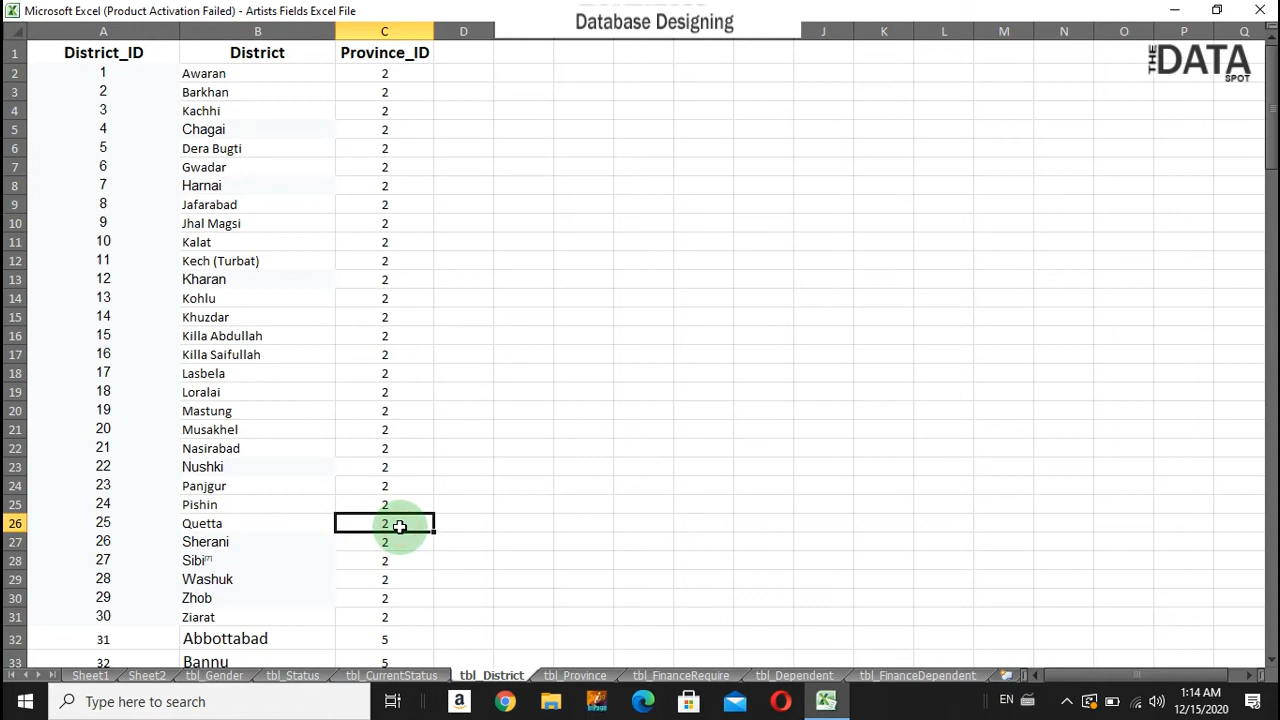 Microsoft Excel (Product Activation Failed) - Artists Fields Excel File
Database Designing
THE DATA SPOT
A B C D J K L M N O P Q
District_ID District Province_ID
1 1 Awaran 2
2 2 Barkhan 2
3 3 Kachhi 2
4 4 Chagai 2
5 5 Dera Bugti 2
6 6 Gwadar 2
7 7 Harnai 2
8 8 Jafarabad 2
9 9 Jhal Magsi 2
10 10 Kalat 2
11 11 Kech (Turbat) 2
12 12 Kharan 2
13 13 Kohlu 2
14 14 Khuzdar 2
15 15 Killa Abdullah 2
16 16 Killa Saifullah 2
17 17 Lasbela 2
18 18 Loralai 2
19 19 Mastung 2
20 20 Musakhel 2
21 21 Nasirabad 2
22 22 Nushki 2
23 23 Panjgur 2
24 24 Pishin 2
25 25 Quetta 2
26 26 Sherani 2
27 27 Sibi[7] 2
28 28 Washuk 2
29 29 Zhob 2
30 30 Ziarat 2
31 31 Abbottabad 5
32 32 Bannu 5
33
Sheet1 Sheet2 tbl_Gender tbl_Status tbl_CurrentStatus tbl_District tbl_Province tbl_FinanceRequire tbl_Dependent tbl_FinanceDependent
Type here to search
EN
1:14 AM
12/15/2020